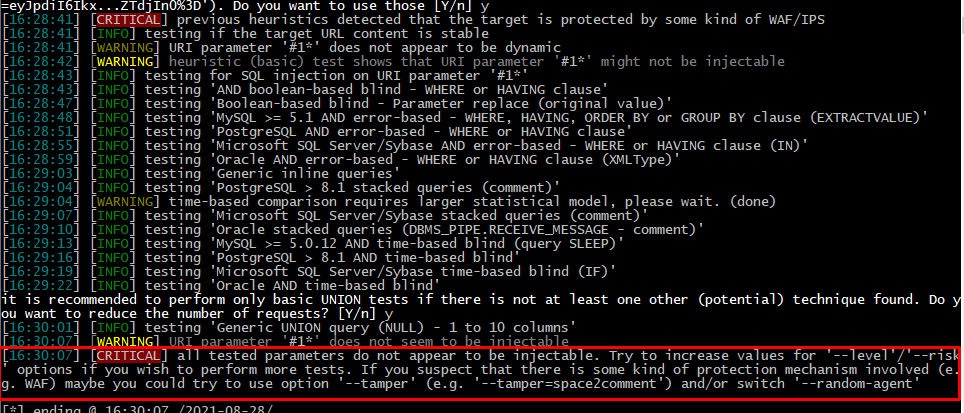 =eyJpdiI6Ikx...ZTdjIn0%3D'). Do you want to use those [Y/n] y
[16:28:41] [CRITICAL] previous heuristics detected that the target is protected by some kind of WAF/IPS
[16:28:41] [INFO] testing if the target URL content is stable
[16:28:42] [WARNING] URI parameter '#1*' does not appear to be dynamic
[16:28:42] [WARNING] heuristic (basic) test shows that URI parameter '#1*' might not be injectable
[16:28:43] [INFO] testing for SQL injection on URI parameter '#1*'
[16:28:43] [INFO] testing 'AND boolean-based blind - WHERE or HAVING clause'
[16:28:47] [INFO] testing 'Boolean-based blind - Parameter replace (original value)'
[16:28:48] [INFO] testing 'MySQL >= 5.1 AND error-based - WHERE, HAVING, ORDER BY or GROUP BY clause (EXTRACTVALUE)'
[16:28:51] [INFO] testing 'PostgreSQL AND error-based - WHERE or HAVING clause'
[16:28:55] [INFO] testing 'Microsoft SQL Server/Sybase AND error-based - WHERE or HAVING clause (IN)'
[16:28:59] [INFO] testing 'Oracle AND error-based - WHERE or HAVING clause (XMLType)'
[16:29:03] [INFO] testing 'Generic inline queries'
[16:29:04] [INFO] testing 'PostgreSQL > 8.1 stacked queries (comment)'
[16:29:04] [WARNING] time-based comparison requires larger statistical model, please wait. (done)
[16:29:07] [INFO] testing 'Microsoft SQL Server/Sybase stacked queries (comment)'
[16:29:10] [INFO] testing 'Oracle stacked queries (DBMS_PIPE.RECEIVE_MESSAGE - comment)'
[16:29:13] [INFO] testing 'MySQL >= 5.0.12 AND time-based blind (query SLEEP)'
[16:29:16] [INFO] testing 'PostgreSQL > 8.1 AND time-based blind'
[16:29:19] [INFO] testing 'Microsoft SQL Server/Sybase time-based blind (IF)'
[16:29:22] [INFO] testing 'Oracle AND time-based blind'
it is recommended to perform only basic UNION tests if there is not at least one other (potential) technique found. Do y
ou want to reduce the number of requests? [Y/n] y
[16:30:01] [INFO] testing 'Generic UNION query (NULL) - 1 to 10 columns'
[16:30:07] [WARNING] URI parameter '#1*' does not seem to be injectable
[16:30:07] [CRITICAL] all tested parameters do not appear to be injectable. Try to increase values for '--level'/'--risk
' options if you wish to perform more tests. If you suspect that there is some kind of protection mechanism involved (e.
g. WAF) maybe you could try to use option '--tamper' (e.g. '--tamper=space2comment') and/or switch '--random-agent'
[*] ending @ 16:30:07 /2021-08-28/